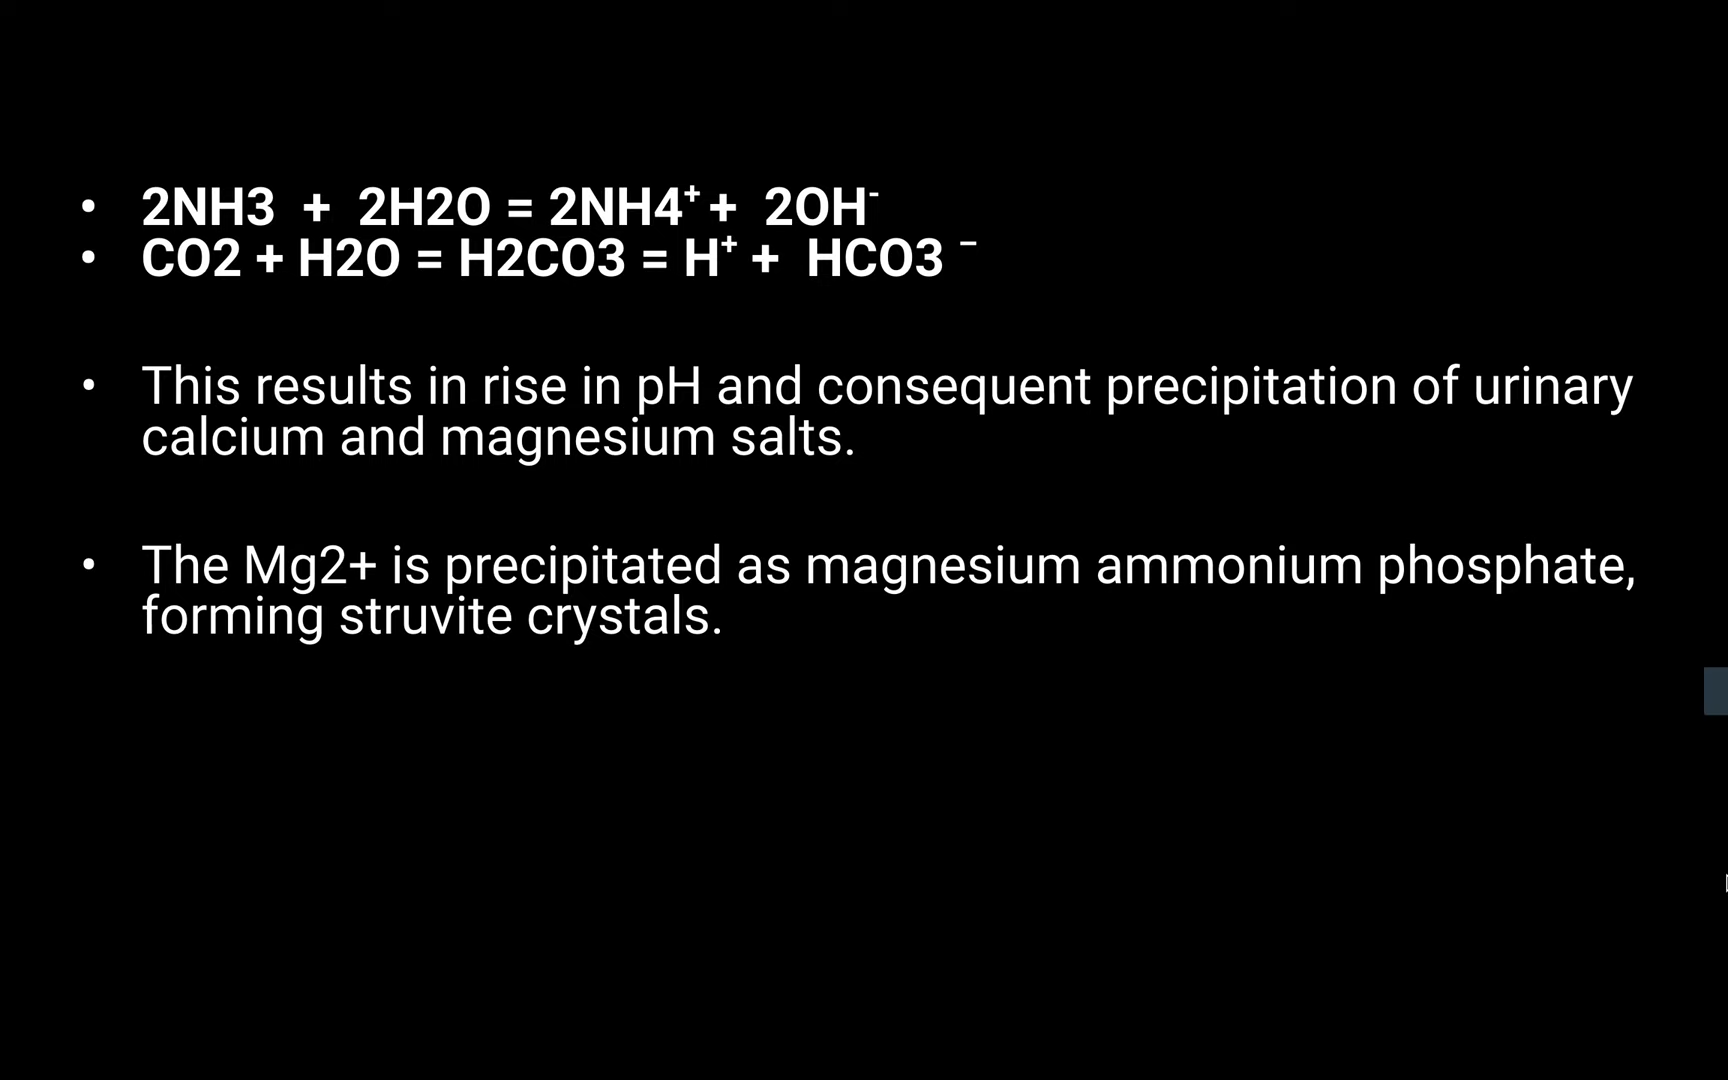 • 2NH3 + 2H2O = 2NH4⁺ + 2OH⁻
• CO2 + H2O = H2CO3 = H⁺ + HCO3 ⁻
• This results in rise in pH and consequent precipitation of urinary
calcium and magnesium salts.
• The Mg2+ is precipitated as magnesium ammonium phosphate,
forming struvite crystals.